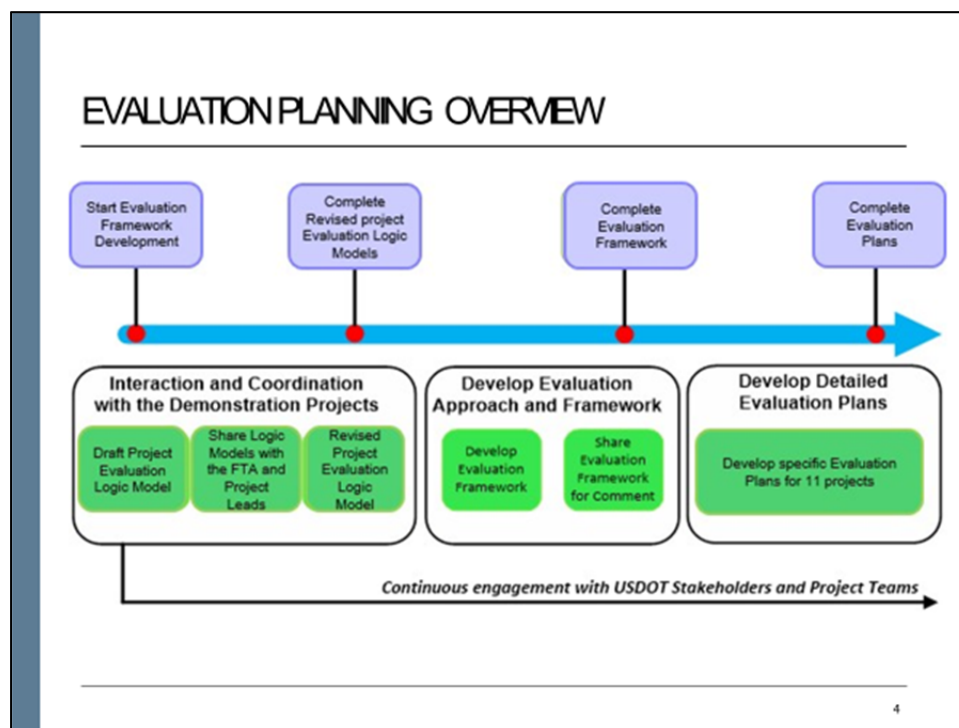 EVALUATION PLANNING OVERVIEW
Start Evaluation
Framework
Development
Complete
Revised project
Evaluation Logic
Models
Complete
Evaluation
Framework
Complete
Evaluation
Plans
Interaction and Coordination
with the Demonstration Projects
Draft Project
Evaluation
Logic Model
Share Logic
Models with
the FTA and
Project
Leads
Revised
Project
Evaluation
Logic
Model
Develop Evaluation
Approach and Framework
Develop
Evaluation
Framework
Share
Evaluation
Framework
for Comment
Develop Detailed
Evaluation Plans
Develop specific Evaluation
Plans for 11 projects
Continuous engagement with USDOT Stakeholders and Project Teams
4